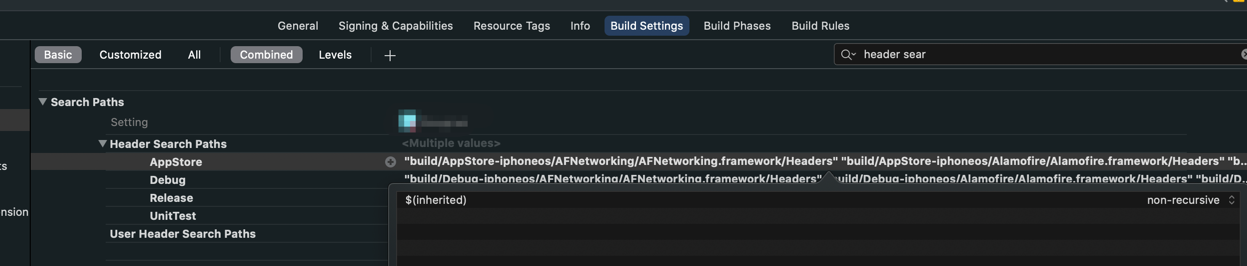 General Signing & Capabilities Resource Tags Info Build Settings Build Phases Build Rules
Basic Customized All Combined Levels + header sear
Search Paths
Setting
Header Search Paths <Multiple values>
AppStore "build/AppStore-iphoneos/AFNetworking/AFNetworking.framework/Headers" "build/AppStore-iphoneos/Alamofire/Alamofire.framework/Headers" "b...
ts
Debug "build/Debug-iphoneos/AFNetworking/AFNetworking.framework/Headers" build/Debug-iphoneos/Alamofire/Alamofire.framework/Headers" "build/D...
Release $(inherited) non-recursive
nsion UnitTest
User Header Search Paths